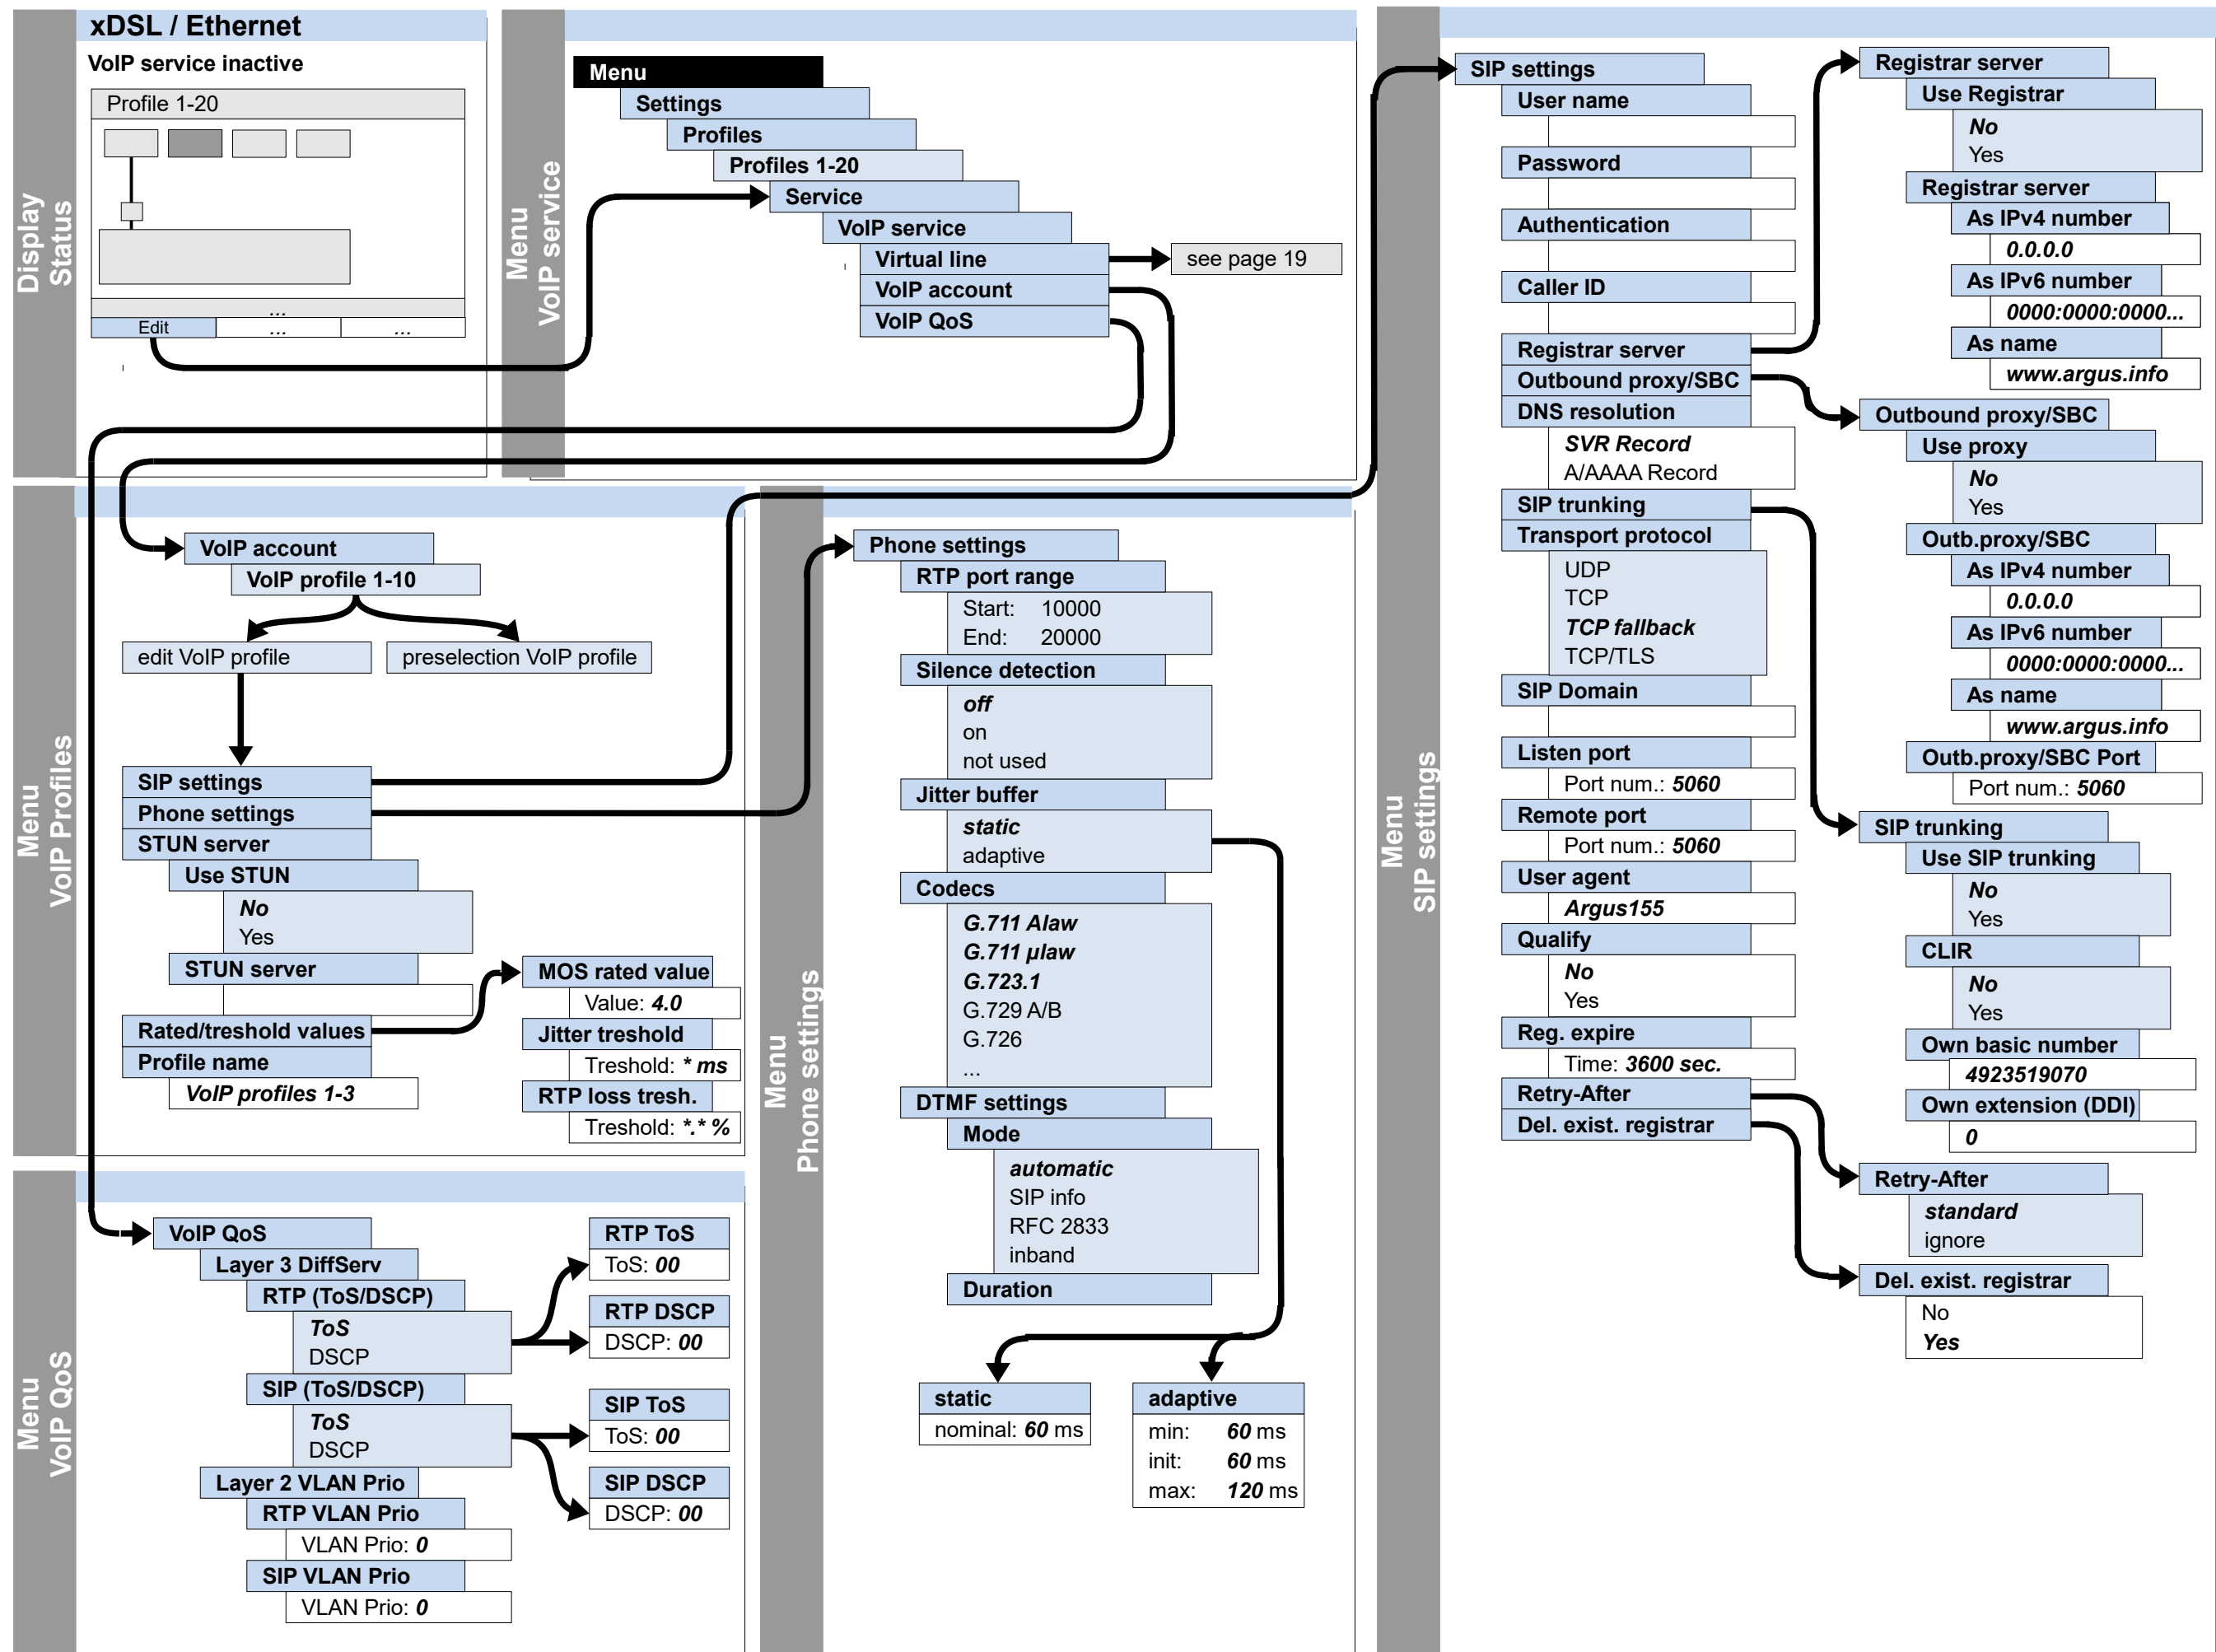 xDSL / Ethernet
VoIP service inactive
Profile 1-20
...
Edit
...
...
Display
Status
Menu
VoIP service
Menu
Settings
Profiles
Profiles 1-20
Service
VoIP service
Virtual line
see page 19
VoIP account
VoIP QoS
Menu
VoIP Profiles
VoIP account
VoIP profile 1-10
edit VoIP profile
preselection VoIP profile
SIP settings
Phone settings
STUN server
Use STUN
No
Yes
STUN server
Rated/treshold values
Profile name
VoIP profiles 1-3
MOS rated value
Value: 4.0
Jitter treshold
Treshold: * ms
RTP loss tresh.
Treshold: *.* %
Menu
VoIP QoS
VoIP QoS
Layer 3 DiffServ
RTP (ToS/DSCP)
ToS
DSCP
SIP (ToS/DSCP)
ToS
DSCP
Layer 2 VLAN Prio
RTP VLAN Prio
VLAN Prio: 0
SIP VLAN Prio
VLAN Prio: 0
RTP ToS
ToS: 00
RTP DSCP
DSCP: 00
SIP ToS
ToS: 00
SIP DSCP
DSCP: 00
Menu
Phone settings
Phone settings
RTP port range
Start: 10000
End: 20000
Silence detection
off
on
not used
Jitter buffer
static
adaptive
Codecs
G.711 Alaw
G.711 µlaw
G.723.1
G.729 A/B
G.726
...
DTMF settings
Mode
automatic
SIP info
RFC 2833
inband
Duration
static
nominal: 60 ms
adaptive
min: 60 ms
init: 60 ms
max: 120 ms
Menu
SIP settings
SIP settings
User name
Password
Authentication
Caller ID
Registrar server
Outbound proxy/SBC
DNS resolution
SVR Record
A/AAAA Record
SIP trunking
Transport protocol
UDP
TCP
TCP fallback
TCP/TLS
SIP Domain
Listen port
Port num.: 5060
Remote port
Port num.: 5060
User agent
Argus155
Qualify
No
Yes
Reg. expire
Time: 3600 sec.
Retry-After
Del. exist. registrar
Registrar server
Use Registrar
No
Yes
Registrar server
As IPv4 number
0.0.0.0
As IPv6 number
0000:0000:0000...
As name
www.argus.info
Outbound proxy/SBC
Use proxy
No
Yes
Outb.proxy/SBC
As IPv4 number
0.0.0.0
As IPv6 number
0000:0000:0000...
As name
www.argus.info
Outb.proxy/SBC Port
Port num.: 5060
SIP trunking
Use SIP trunking
No
Yes
CLIR
No
Yes
Own basic number
4923519070
Own extension (DDI)
0
Retry-After
standard
ignore
Del. exist. registrar
No
Yes